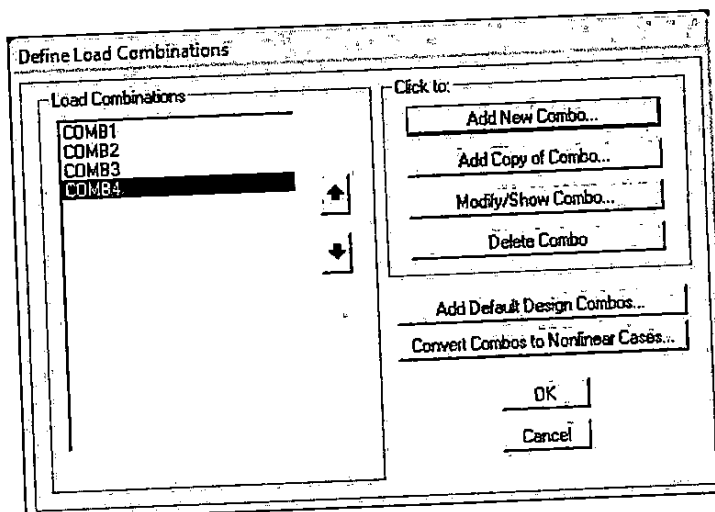 Define Load Combinations
Load Combinations
COMB1
COMB2
COMB3
COMB4
Click to:
Add New Combo...
Add Copy of Combo...
Modify/Show Combo...
Delete Combo
Add Default Design Combos...
Convert Combos to Nonlinear Cases...
OK
Cancel